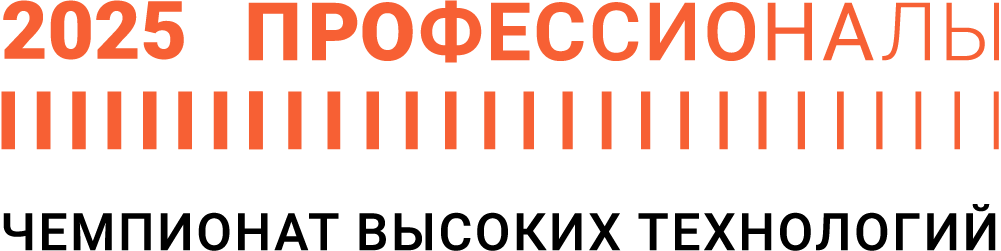 2025 ПРОФЕССИОНАЛЫ
ЧЕМПИОНАТ ВЫСОКИХ ТЕХНОЛОГИЙ